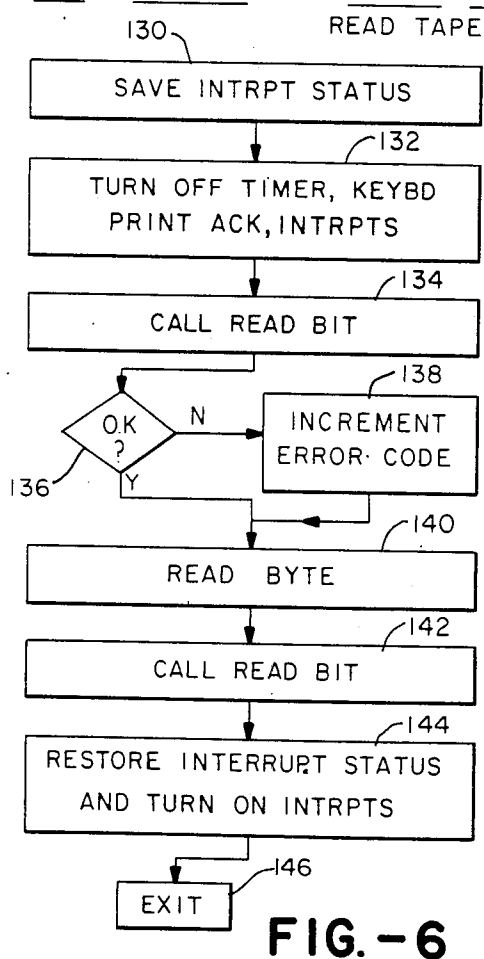 READ TAPE
130
SAVE INTRPT STATUS
132
TURN OFF TIMER, KEYBD
PRINT ACK, INTRPTS
134
CALL READ BIT
138
O.K
?
N
INCREMENT
ERROR CODE
136
Y
140
READ BYTE
142
CALL READ BIT
144
RESTORE INTERRUPT STATUS
AND TURN ON INTRPTS
146
EXIT
FIG.-6